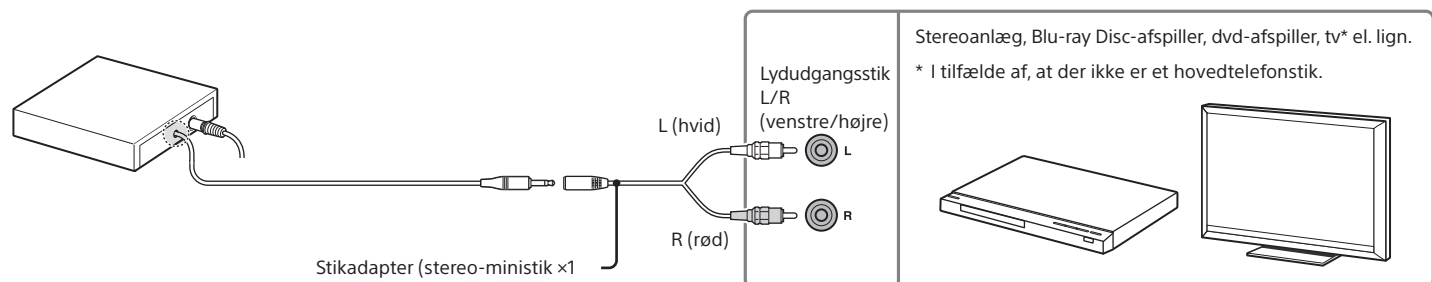 Stereoanlæg, Blu-ray Disc-afspiller, dvd-afspiller, tv* el. lign.
* I tilfælde af, at der ikke er et hovedtelefonstik.
Lydudgangsstik
L/R
(venstre/højre)
L (hvid)
L
R
R (rød)
Stikadapter (stereo-ministik ×1